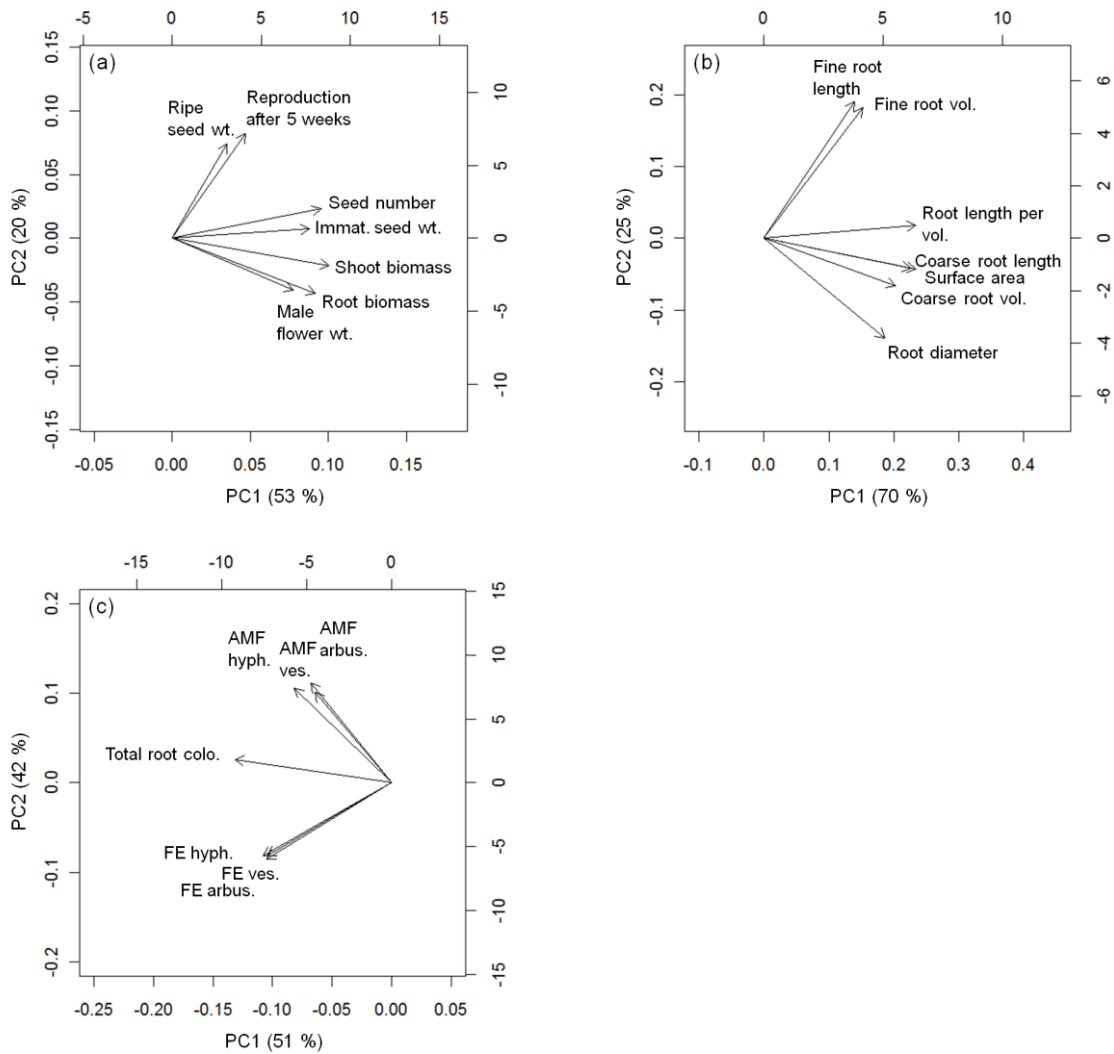 -5 0 5 10 15
(a)
0.15
0.10
0.05
0.00
-0.05
-0.10
-0.15
PC2 (20 %)
Ripe
seed wt.
Reproduction
after 5 weeks
Seed number
Immat. seed wt.
Shoot biomass
Root biomass
Male
flower wt.
10
5
0
-5
-10
-0.05 0.00 0.05 0.10 0.15
PC1 (53 %)
0 5 10
(b)
0.2
0.1
0.0
-0.1
-0.2
PC2 (25 %)
Fine root
length
Fine root vol.
Root length per
vol.
Coarse root length
Surface area
Coarse root vol.
Root diameter
6
4
2
0
-2
-4
-6
-0.1 0.0 0.1 0.2 0.3 0.4
PC1 (70 %)
-15 -10 -5 0
(c)
0.2
0.1
0.0
-0.1
-0.2
PC2 (42 %)
AMF
hyph.
AMF
ves.
AMF
arbus.
Total root colo.
FE hyph.
FE ves.
FE arbus.
15
10
5
0
-5
-10
-15
-0.25 -0.20 -0.15 -0.10 -0.05 0.00 0.05
PC1 (51 %)